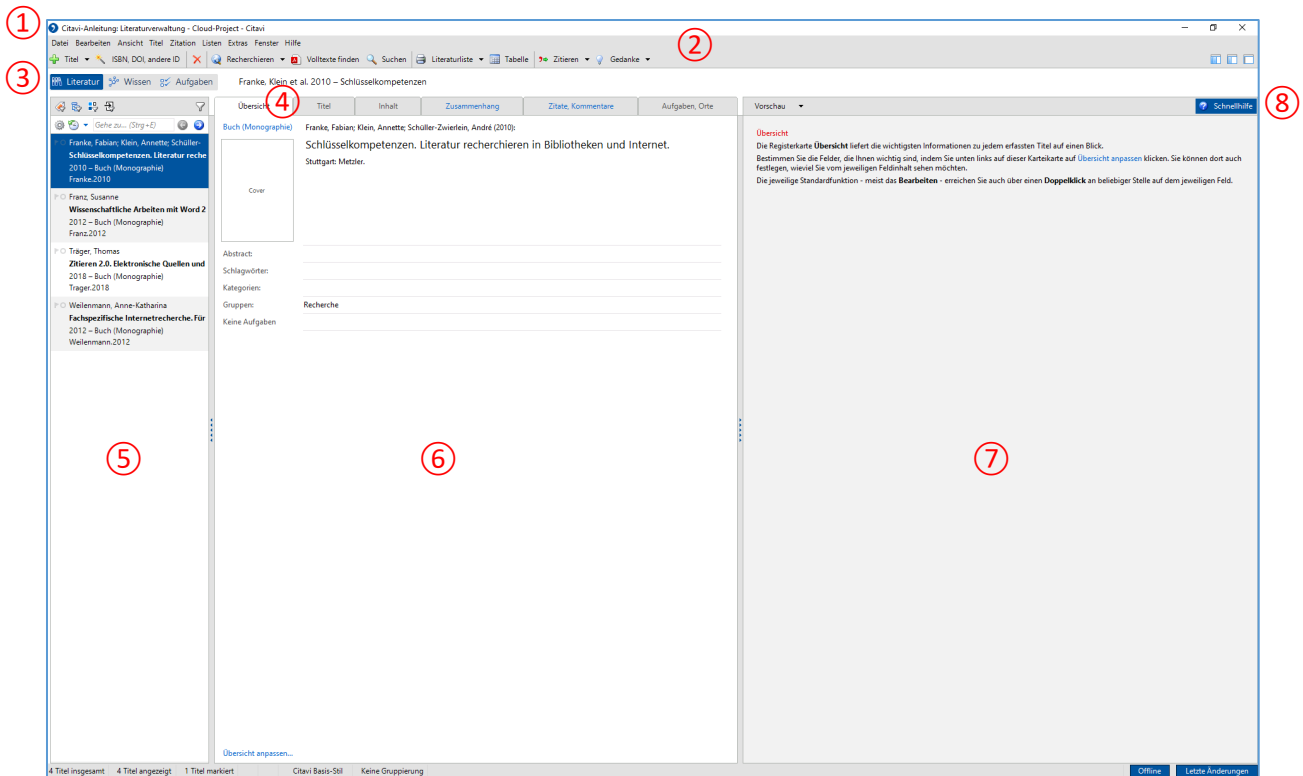 ①
Citavi-Anleitung: Literaturverwaltung - Cloud-Project - Citavi
Datei Bearbeiten Ansicht Titel Zitation Listen Extras Fenster Hilfe
②
Titel ISBN, DOI, andere ID Recherchieren Volltexte finden Suchen Literaturliste Tabelle Zitieren Gedanke
③
Literatur Wissen Aufgaben Franke, Klein et al. 2010 – Schlüsselkompetenzen
Übersicht ④ Titel Inhalt Zusammenhang Zitate, Kommentare Aufgaben, Orte Vorschau Schnellhilfe ⑧
Gehe zu... (Strg+E)
Franke, Fabian; Klein, Annette; Schüller-
Schlüsselkompetenzen. Literatur reche
2010 – Buch (Monographie)
Franke.2010
Franz, Susanne
Wissenschaftliche Arbeiten mit Word 2
2012 – Buch (Monographie)
Franz.2012
Träger, Thomas
Zitieren 2.0. Elektronische Quellen und
2018 – Buch (Monographie)
Trager.2018
Weilenmann, Anne-Katharina
Fachspezifische Internetrecherche. Für
2012 – Buch (Monographie)
Weilenmann.2012
⑤
Buch (Monographie) Franke, Fabian; Klein, Annette; Schüller-Zwierlein, André (2010):
Schlüsselkompetenzen. Literatur recherchieren in Bibliotheken und Internet.
Stuttgart: Metzler.
Cover
Abstract:
Schlagwörter:
Kategorien:
Gruppen: Recherche
Keine Aufgaben
⑥
Übersicht anpassen...
Übersicht
Die Registerkarte Übersicht liefert die wichtigsten Informationen zu jedem erfassten Titel auf einen Blick.
Bestimmen Sie die Felder, die Ihnen wichtig sind, indem Sie unten links auf dieser Karteikarte auf Übersicht anpassen klicken. Sie können dort auch
festlegen, wieviel Sie vom jeweiligen Feldinhalt sehen möchten.
Die jeweilige Standardfunktion - meist das Bearbeiten - erreichen Sie auch über einen Doppelklick an beliebiger Stelle auf dem jeweiligen Feld.
⑦
4 Titel insgesamt 4 Titel angezeigt 1 Titel markiert Citavi Basis-Stil Keine Gruppierung Offline Letzte Änderungen